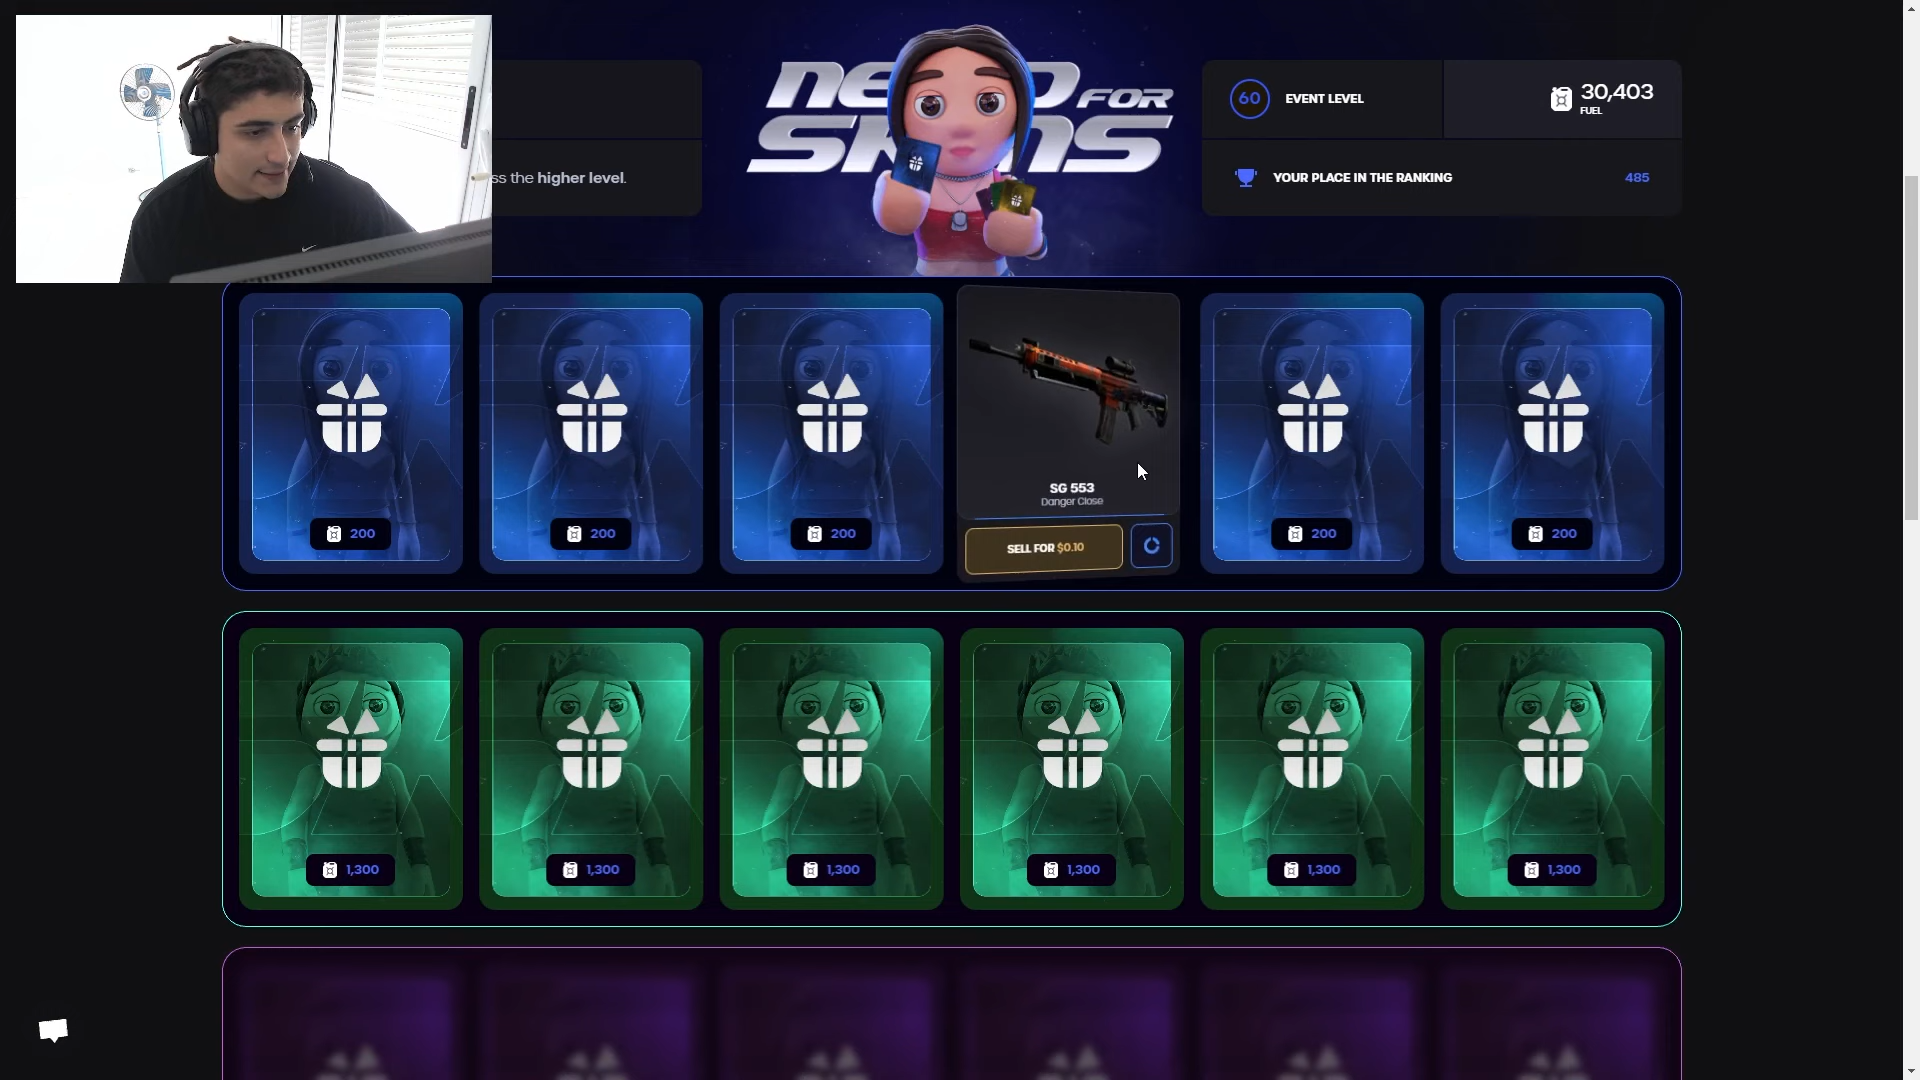 NEED FOR
SKINS
ss the higher level.
60 EVENT LEVEL
30,403
FUEL
YOUR PLACE IN THE RANKING 485
200
200
200
SG 553
Danger Close
SELL FOR $0.10
200
200
1,300
1,300
1,300
1,300
1,300
1,300